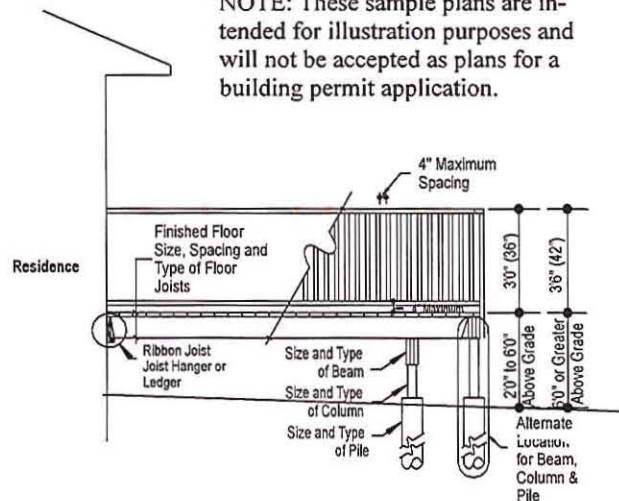 NOTE: These sample plans are in-
tended for illustration purposes and
will not be accepted as plans for a
building permit application.
4" Maximum
Spacing
Finished Floor
Size, Spacing and
Type of Floor
Joists
Residence
3'0" (36")
3'6" (42")
4" Maximum
Ribbon Joist
Joist Hanger or
Ledger
Size and Type
of Beam
Size and Type
of Column
Size and Type
of Pile
2'0" to 6'0"
Above Grade
6'0" or Greater
Above Grade
Alternate
Location
for Beam,
Column &
Pile